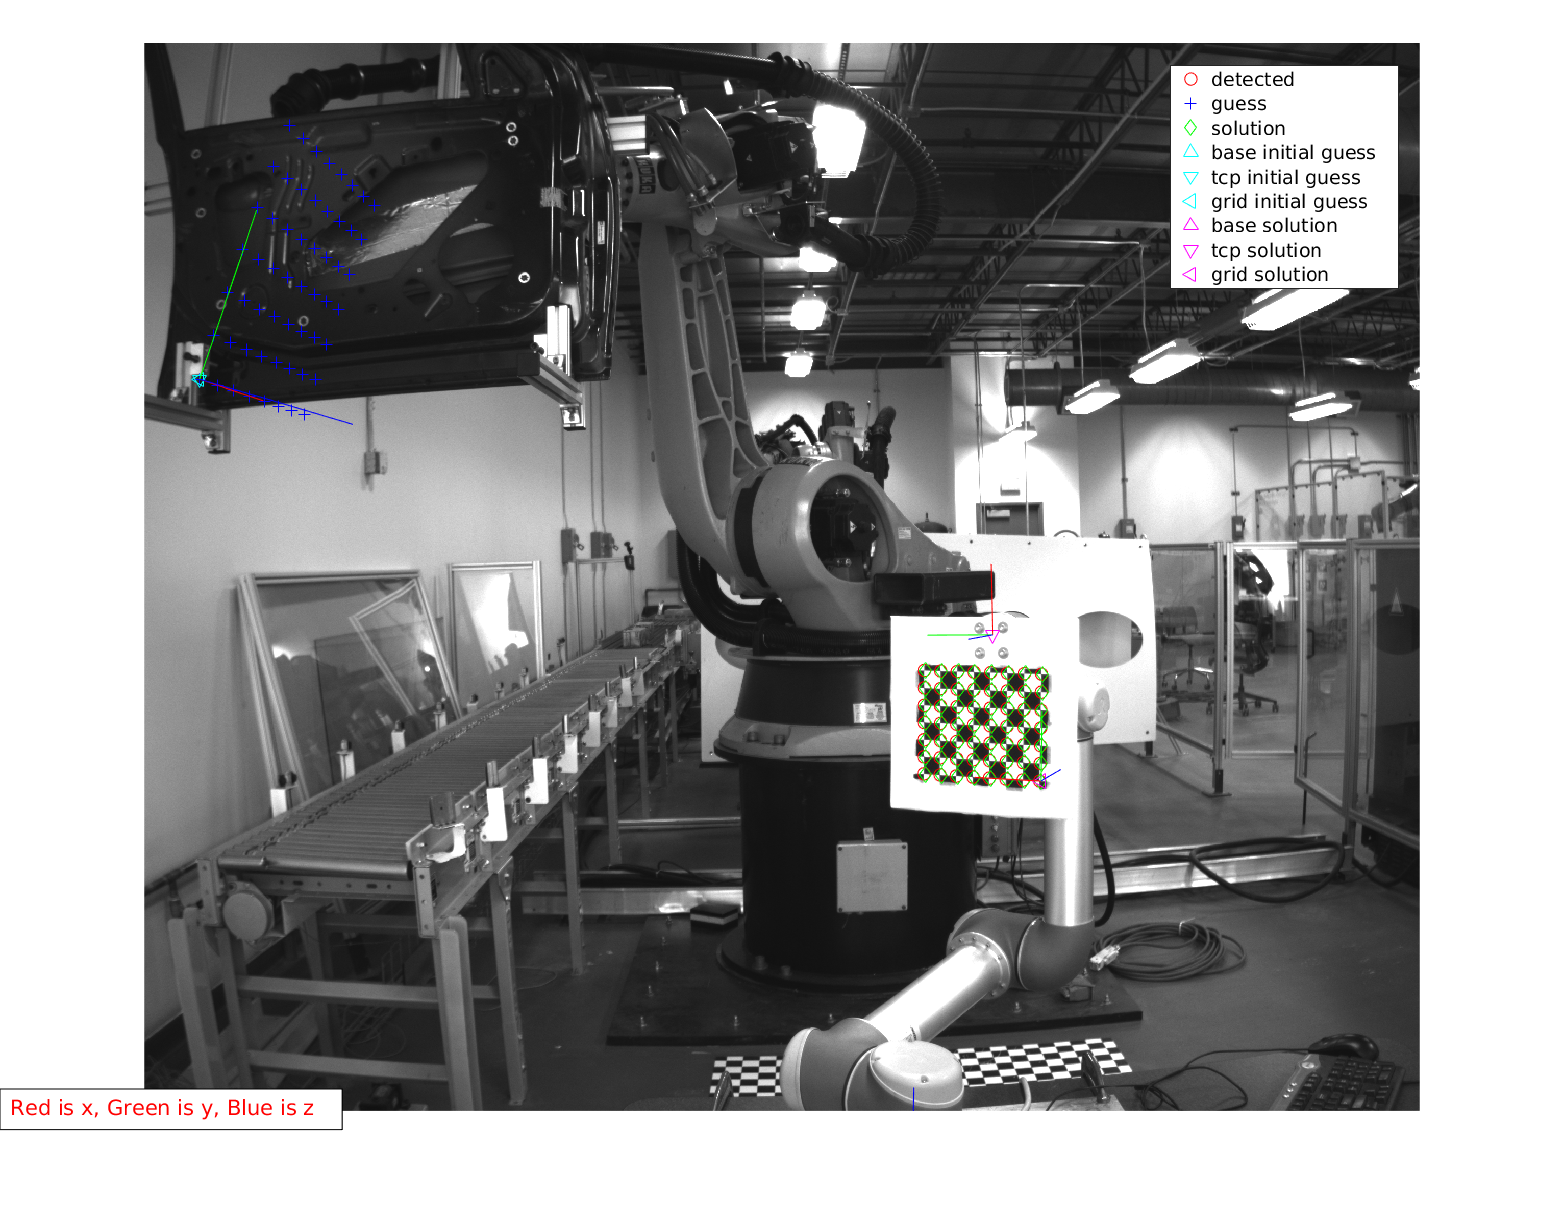 detected
guess
solution
base initial guess
tcp initial guess
grid initial guess
base solution
tcp solution
grid solution
Red is x, Green is y, Blue is z